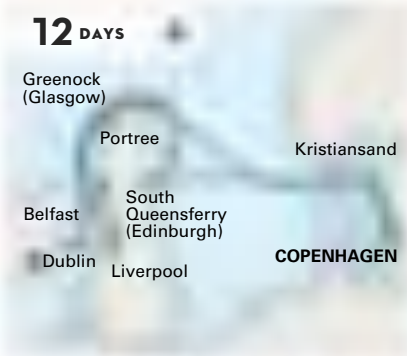 12 DAYS
Greenock
(Glasgow)
Portree
Kristiansand
South
Queensferry
(Edinburgh)
Belfast
Dublin
Liverpool
COPENHAGEN